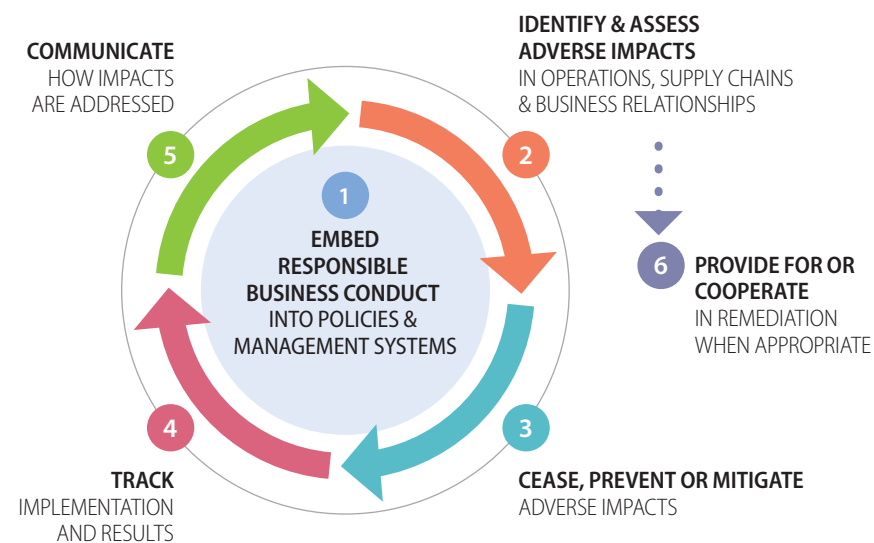 1
EMBED
RESPONSIBLE
BUSINESS CONDUCT
INTO POLICIES &
MANAGEMENT SYSTEMS
2
IDENTIFY & ASSESS
ADVERSE IMPACTS
IN OPERATIONS, SUPPLY CHAINS
& BUSINESS RELATIONSHIPS
3
CEASE, PREVENT OR MITIGATE
ADVERSE IMPACTS
4
TRACK
IMPLEMENTATION
AND RESULTS
5
COMMUNICATE
HOW IMPACTS
ARE ADDRESSED
6
PROVIDE FOR OR
COOPERATE
IN REMEDIATION
WHEN APPROPRIATE